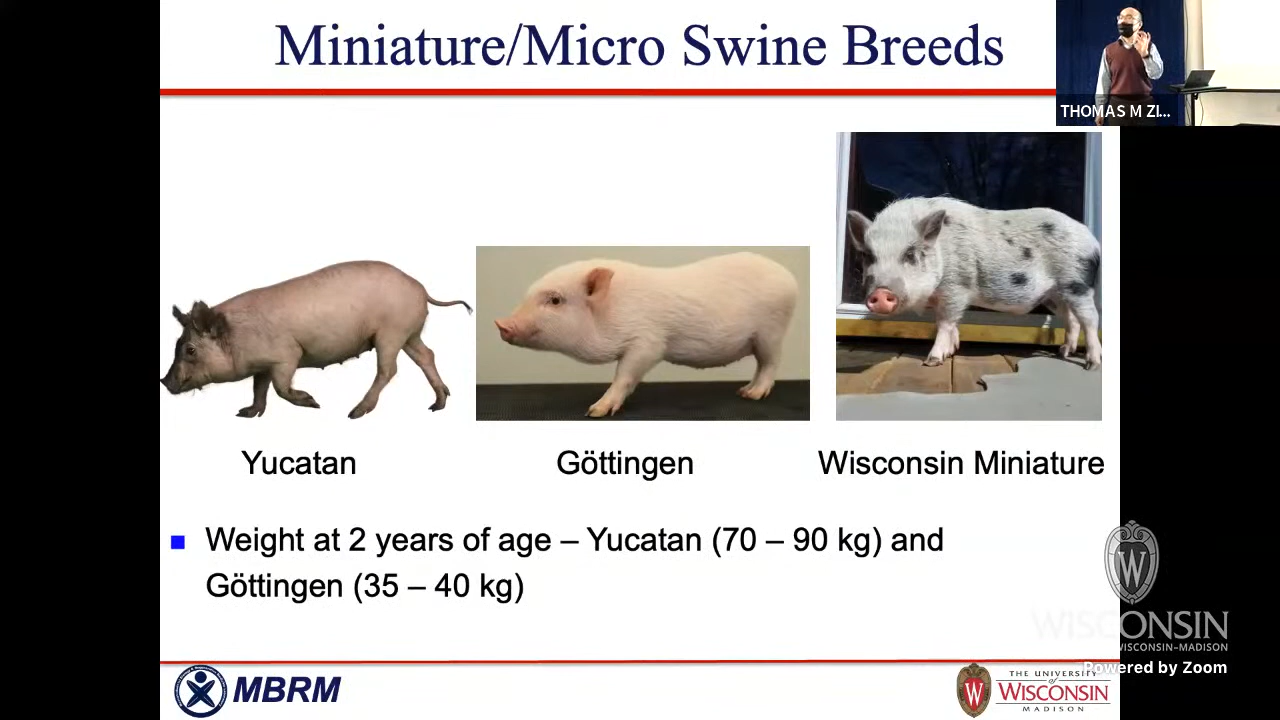 Miniature/Micro Swine Breeds
THOMAS M ZI...
Yucatan
Göttingen
Wisconsin Miniature
Weight at 2 years of age – Yucatan (70 – 90 kg) and
Göttingen (35 – 40 kg)
W
WISCONSIN
WISCONSIN–MADISON
Powered by Zoom
MBRM
W
THE UNIVERSITY
of
WISCONSIN
MADISON